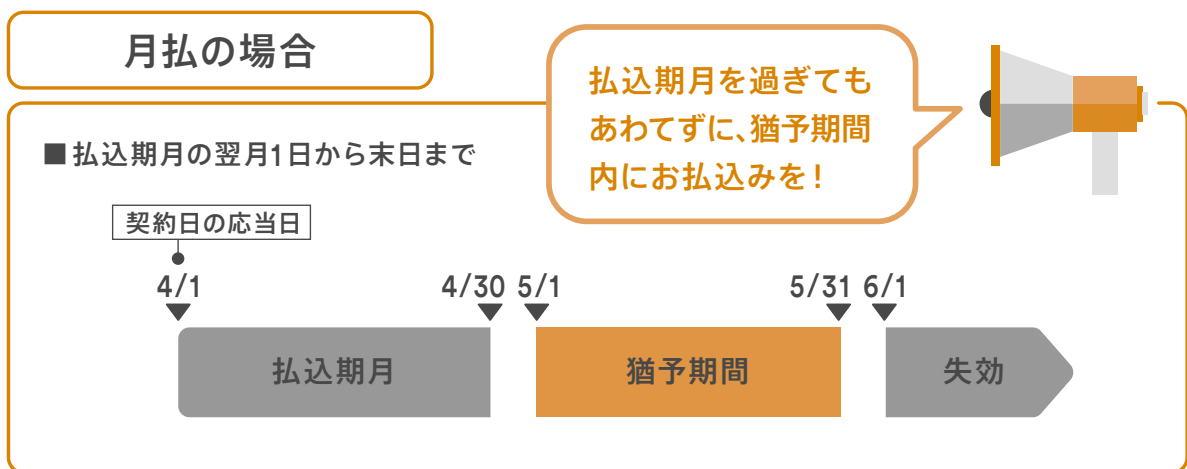 月払の場合
払込期月を過ぎても
あわてずに、猶予期間
内にお払込みを!
■払込期月の翌月1日から末日まで
契約日の応当日
4/1 4/30 5/1 5/31 6/1
払込期月 猶予期間 失効